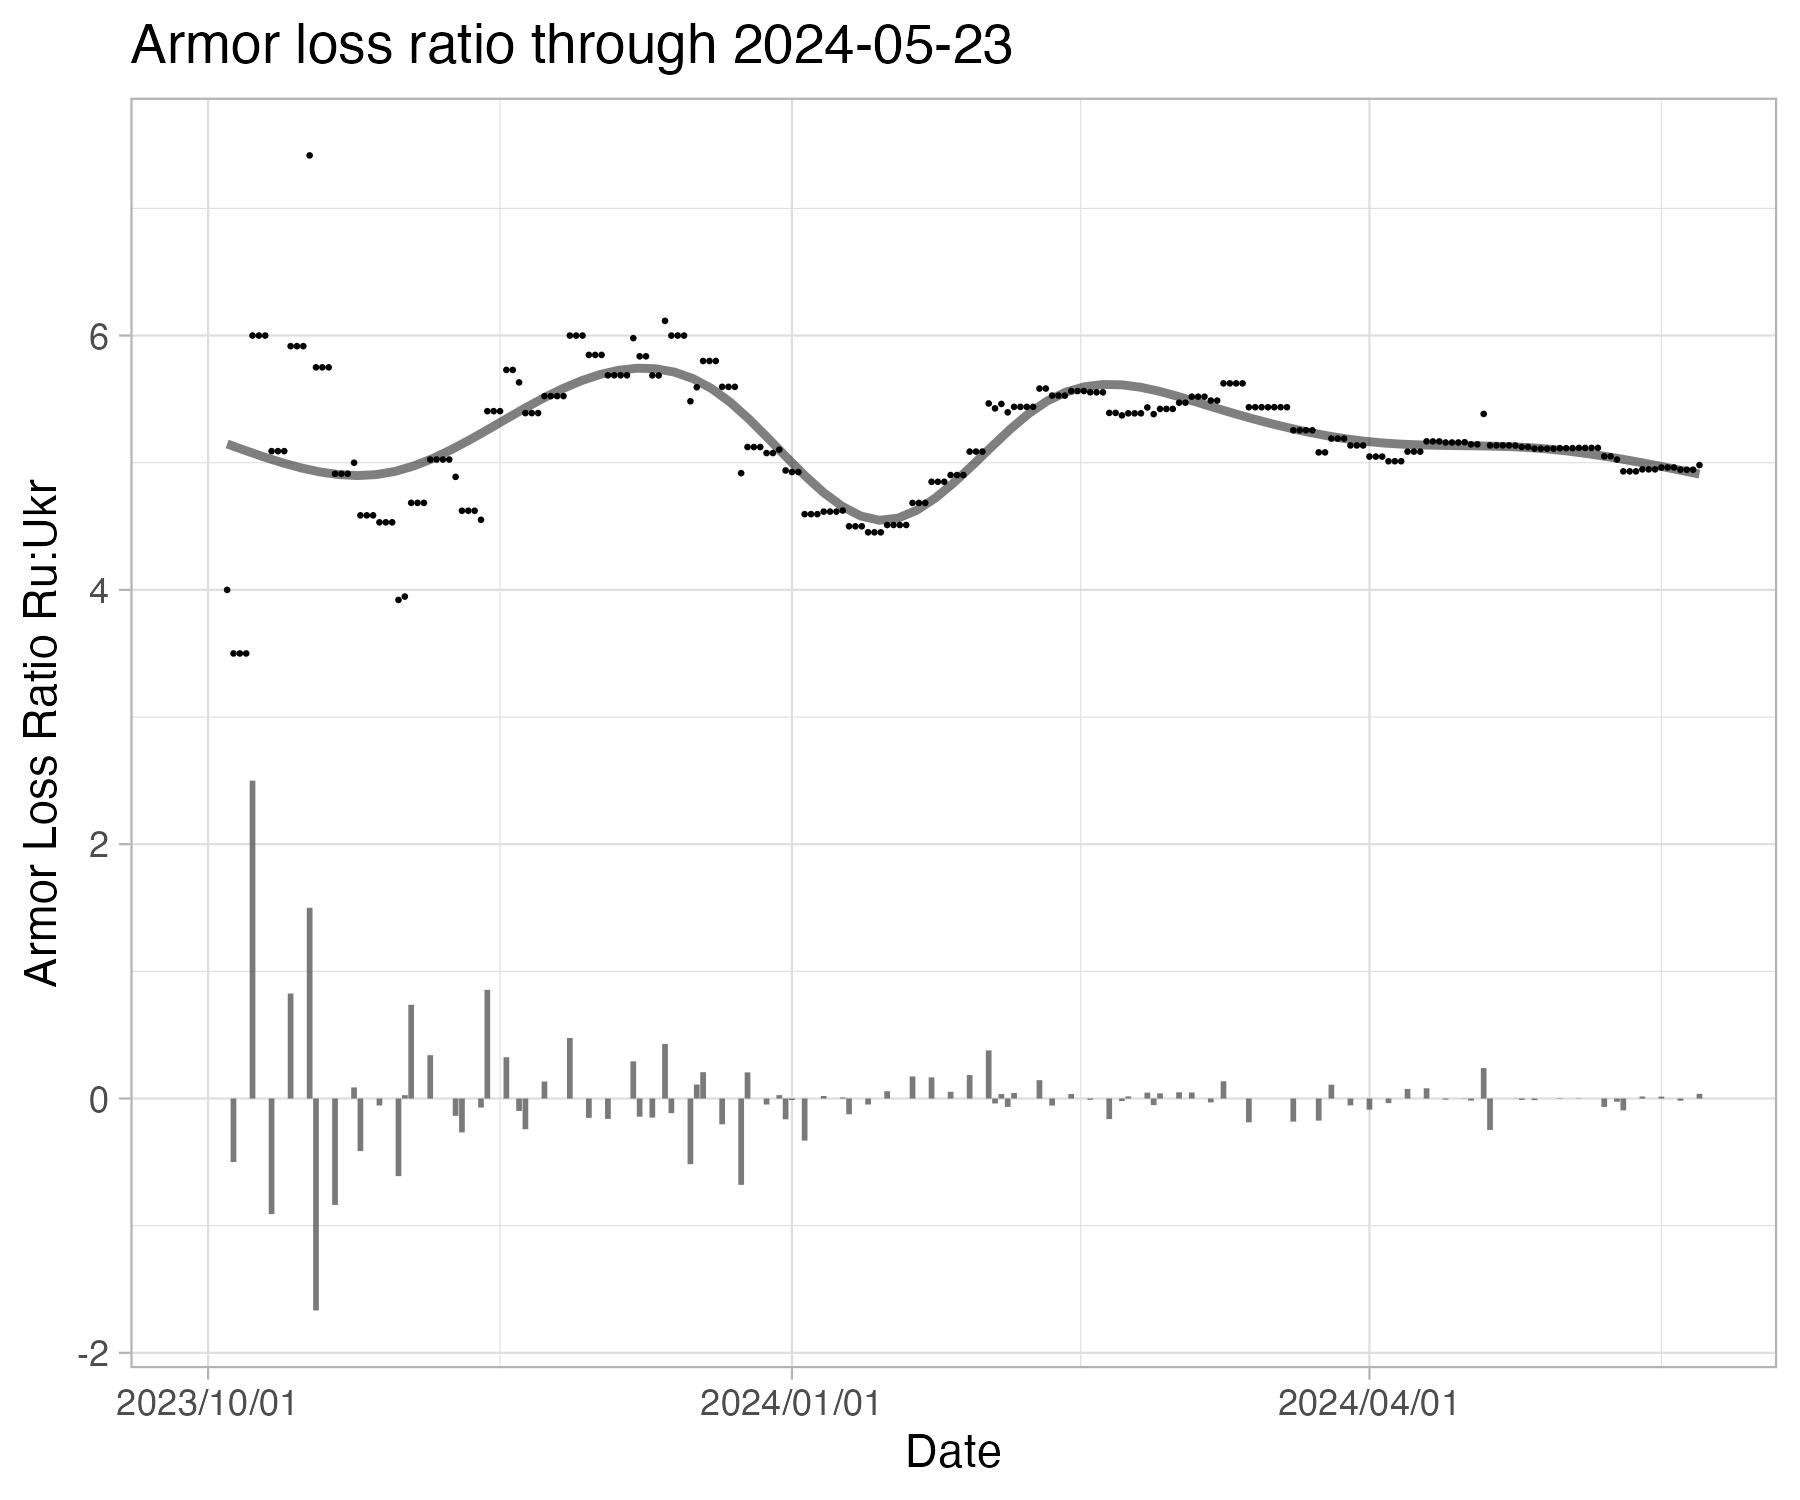 Armor loss ratio through 2024-05-23
Armor Loss Ratio Ru:Ukr
6
4
2
0
-2
2023/10/01
2024/01/01
2024/04/01
Date